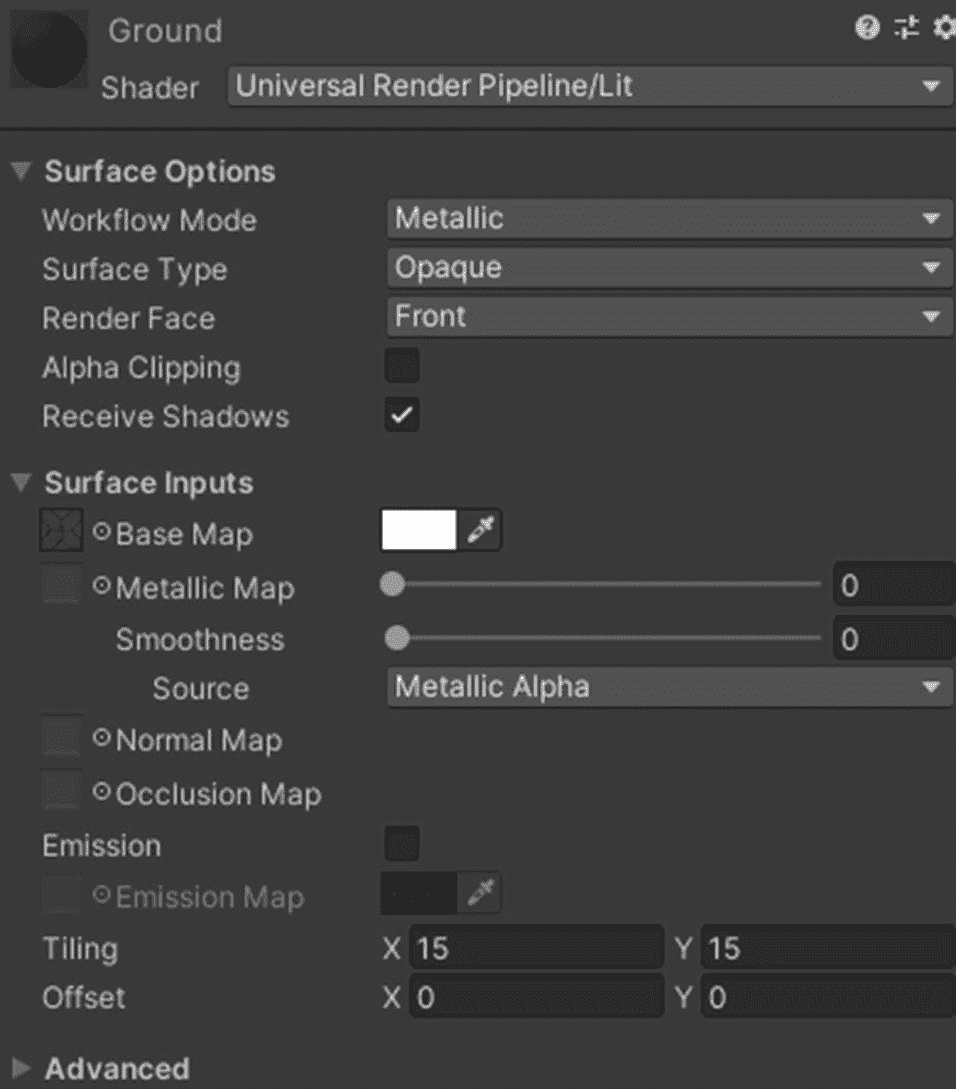 Ground
Shader Universal Render Pipeline/Lit
Surface Options
Workflow Mode Metallic
Surface Type Opaque
Render Face Front
Alpha Clipping
Receive Shadows
Surface Inputs
Base Map
Metallic Map 0
Smoothness 0
Source Metallic Alpha
Normal Map
Occlusion Map
Emission
Emission Map
Tiling X 15 Y 15
Offset X 0 Y 0
Advanced